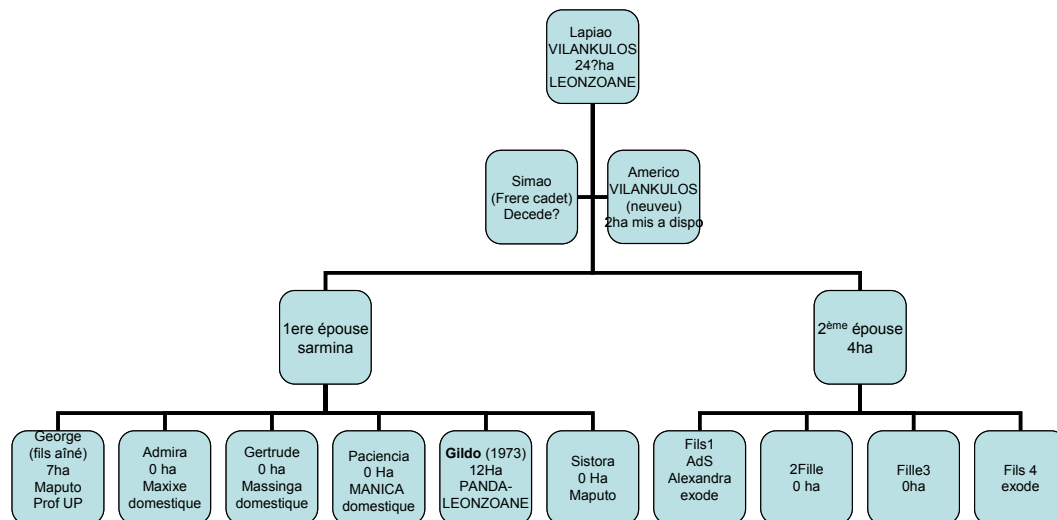 Lapiao
VILANKULOS
24?ha
LEONZOANE
Simao
(Frere cadet)
Decede?
Americo
VILANKULOS
(neuveu)
2ha mis a dispo
1ere épouse
sarmina
2ème épouse
4ha
George
(fils aîné)
7ha
Maputo
Prof UP
Admira
0 ha
Maxixe
domestique
Gertrude
0 ha
Massinga
domestique
Paciencia
0 Ha
MANICA
domestique
Gildo (1973)
12Ha
PANDA-
LEONZOANE
Sistora
0 Ha
Maputo
Fils1
AdS
Alexandra
exode
2Fille
0 ha
Fille3
0ha
Fils 4
exode